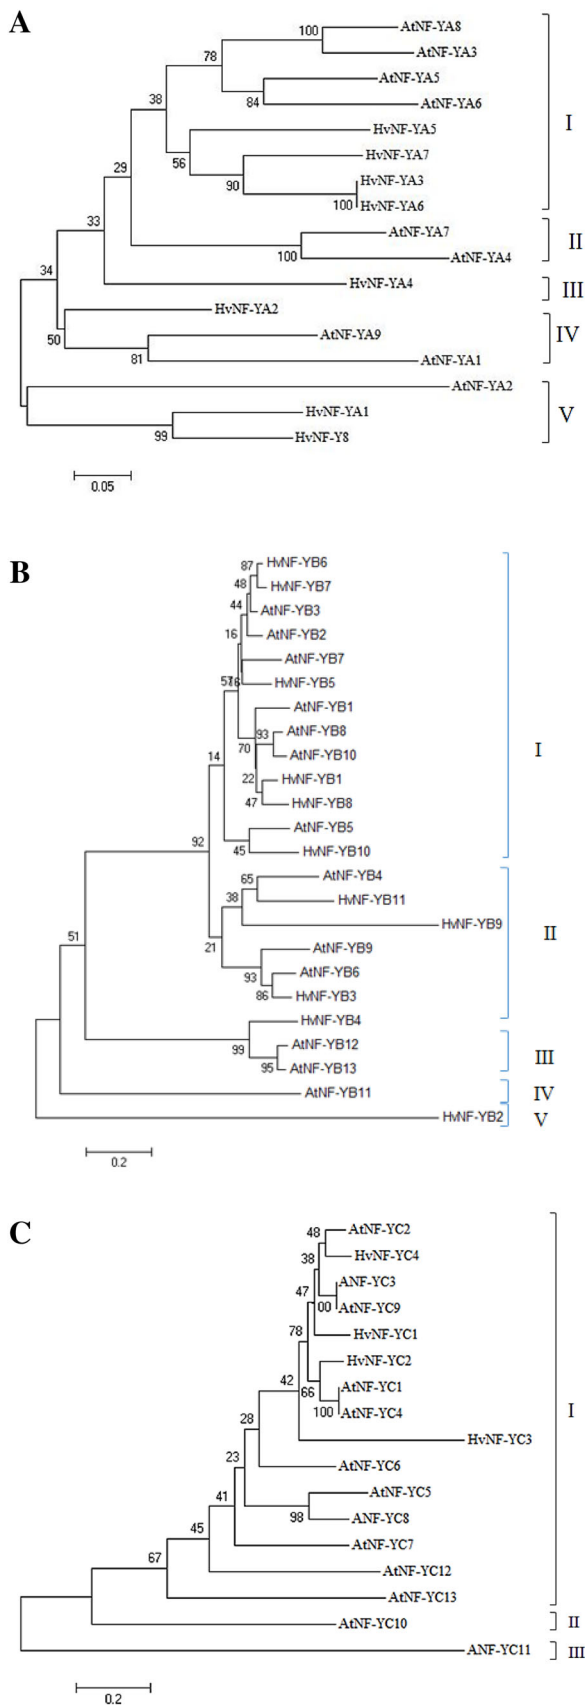 A
100
AtNF-YA8
AtNF-YA3
78
AtNF-YA5
84
AtNF-YA6
38
I
HvNF-YA5
56
HvNF-YA7
90
HvNF-YA3
100
HvNF-YA6
29
AtNF-YA7
II
100
AtNF-YA4
33
HvNF-YA4
III
34
HvNF-YA2
50
AtNF-YA9
IV
81
AtNF-YA1
AtNF-YA2
HvNF-YA1
V
99
HvNF-Y8
0.05
B
87
HvNF-YB6
48
HvNF-YB7
44
AtNF-YB3
16
AtNF-YB2
AtNF-YB7
57
16
HvNF-YB5
AtNF-YB1
93
AtNF-YB8
70
AtNF-YB10
I
14
22
HvNF-YB1
47
HvNF-YB8
AtNF-YB5
92
45
HvNF-YB10
65
AtNF-YB4
38
HvNF-YB11
HvNF-YB9
51
21
II
AtNF-YB9
93
AtNF-YB6
86
HvNF-YB3
HvNF-YB4
99
AtNF-YB12
III
95
AtNF-YB13
AtNF-YB11
IV
HvNF-YB2
V
0.2
C
48
AtNF-YC2
38
HvNF-YC4
47
ANF-YC3
00
AtNF-YC9
78
HvNF-YC1
HvNF-YC2
42
66
AtNF-YC1
100
AtNF-YC4
I
28
HvNF-YC3
23
AtNF-YC6
41
AtNF-YC5
98
ANF-YC8
45
AtNF-YC7
67
AtNF-YC12
AtNF-YC13
AtNF-YC10
II
ANF-YC11
III
0.2